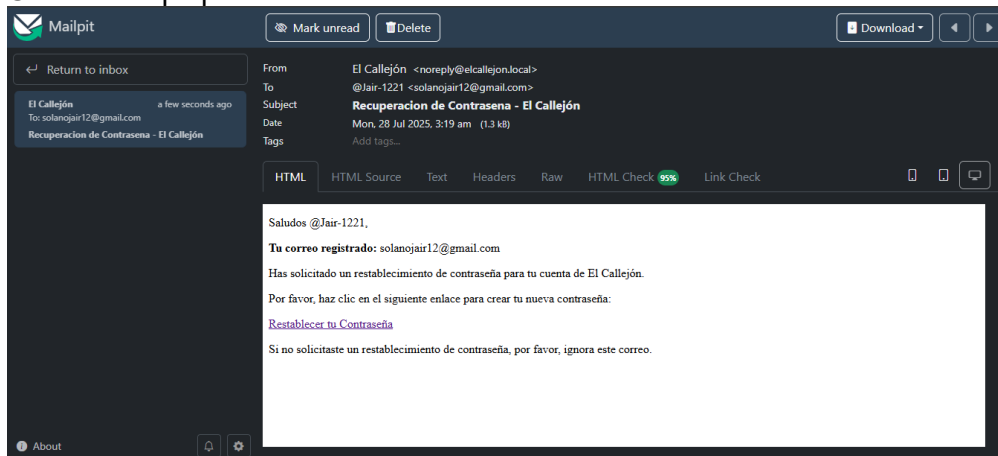 Mailpit
Mark unread
Delete
Download
Return to inbox
El Callejón a few seconds ago
To: solanojair12@gmail.com
Recuperacion de Contrasena - El Callejón
From El Callejón <noreply@elcallejon.local>
To @Jair-1221 <solanojair12@gmail.com>
Subject Recuperacion de Contrasena - El Callejón
Date Mon, 28 Jul 2025, 3:19 am (1.3 kB)
Tags Add tags...
HTML HTML Source Text Headers Raw HTML Check 95% Link Check
Saludos @Jair-1221,
Tu correo registrado: solanojair12@gmail.com
Has solicitado un restablecimiento de contraseña para tu cuenta de El Callejón.
Por favor, haz clic en el siguiente enlace para crear tu nueva contraseña:
Restablecer tu Contraseña
Si no solicitaste un restablecimiento de contraseña, por favor, ignora este correo.
About